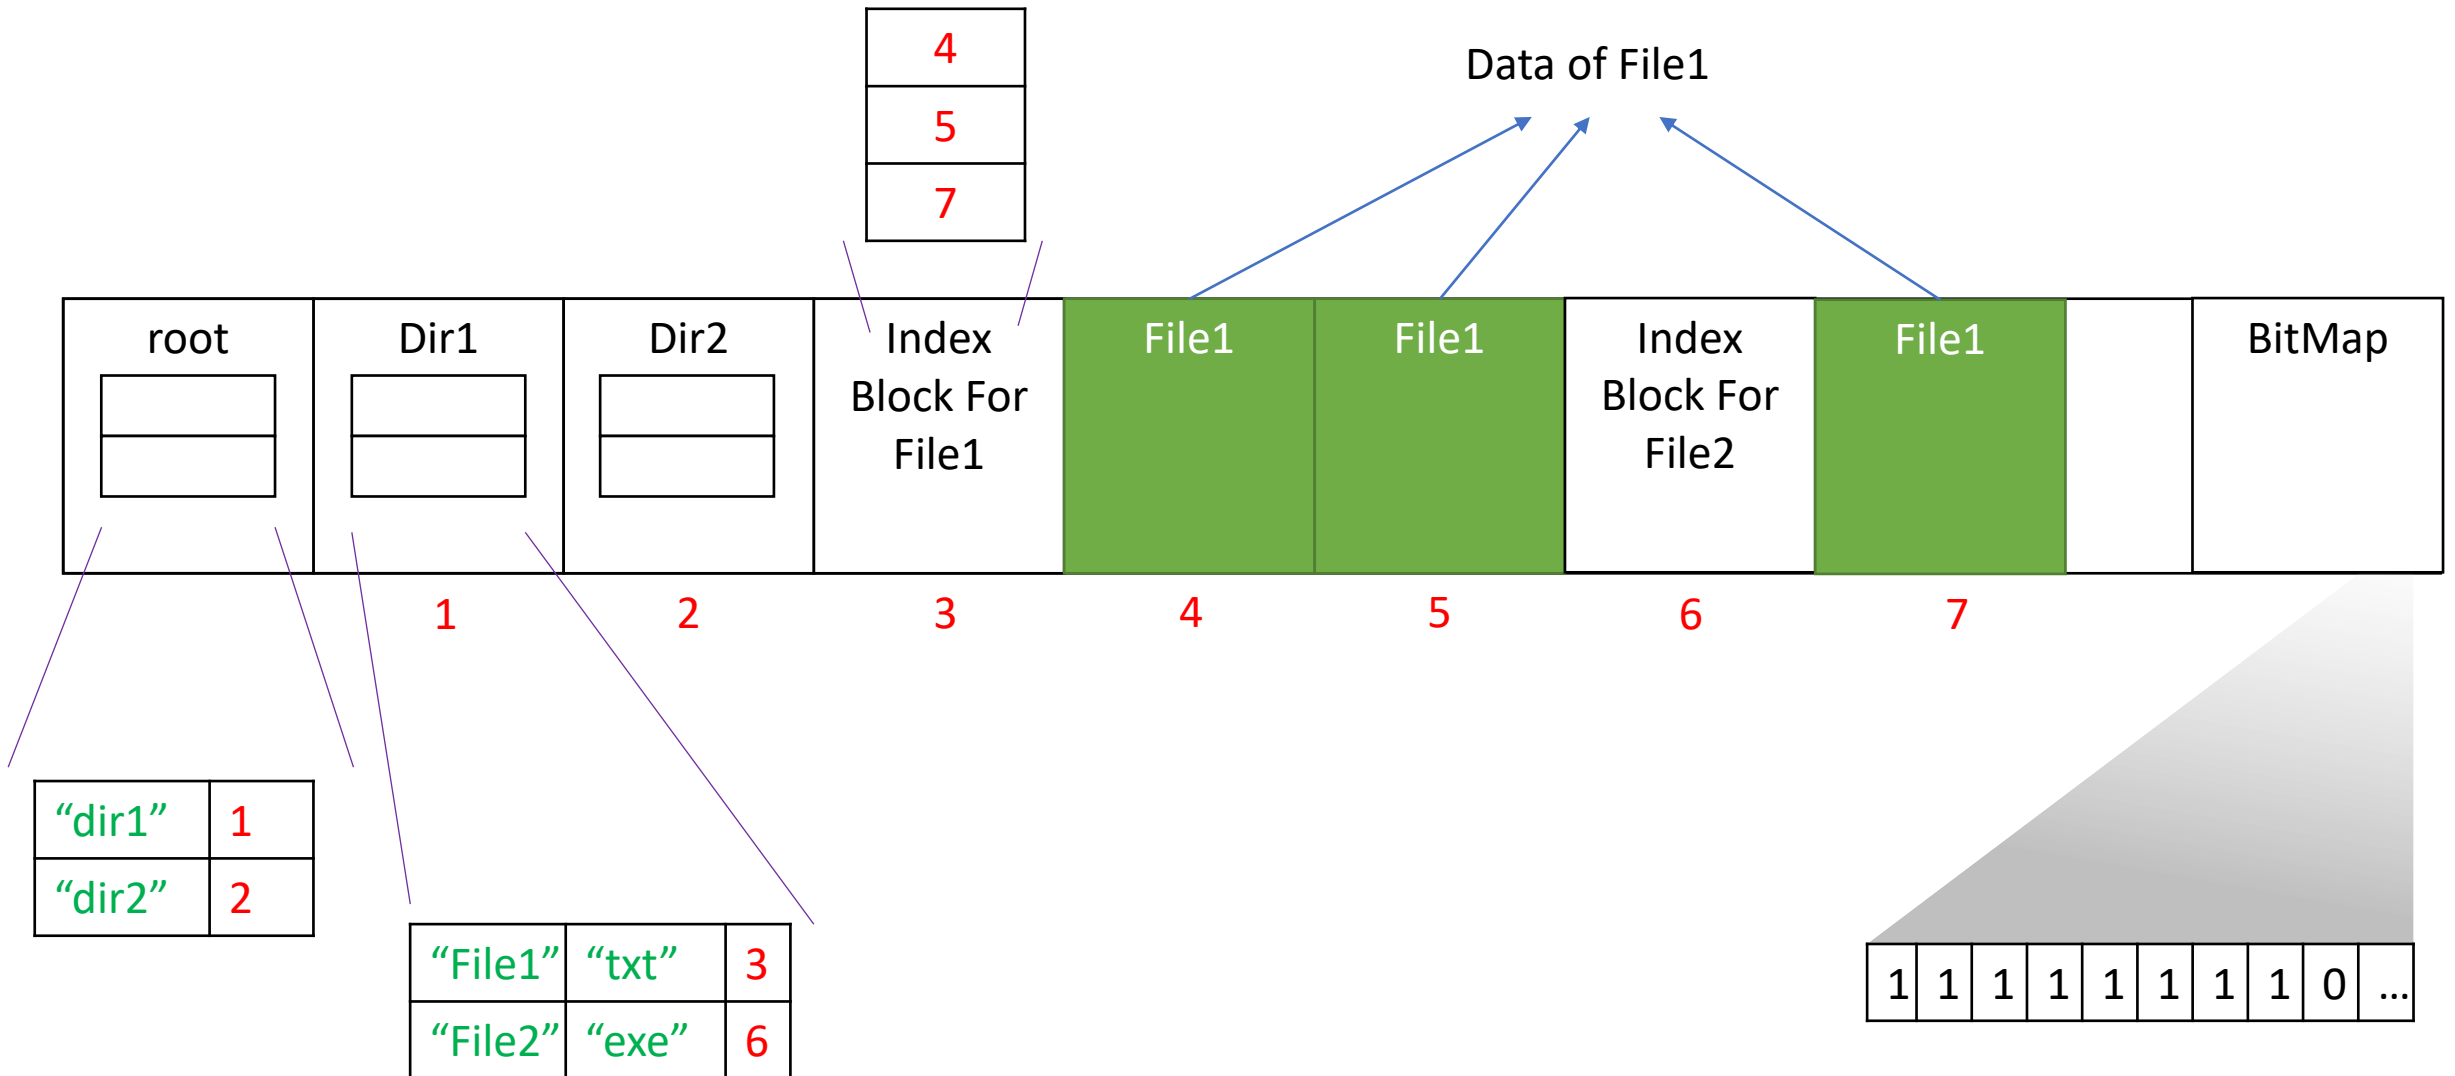 4
5
7
Data of File1
root
Dir1
Dir2
Index
Block For
File1
File1
File1
Index
Block For
File2
File1
BitMap
1
2
3
4
5
6
7
“dir1” 1
“dir2” 2
“File1” “txt” 3
“File2” “exe” 6
1 1 1 1 1 1 1 1 0 ...